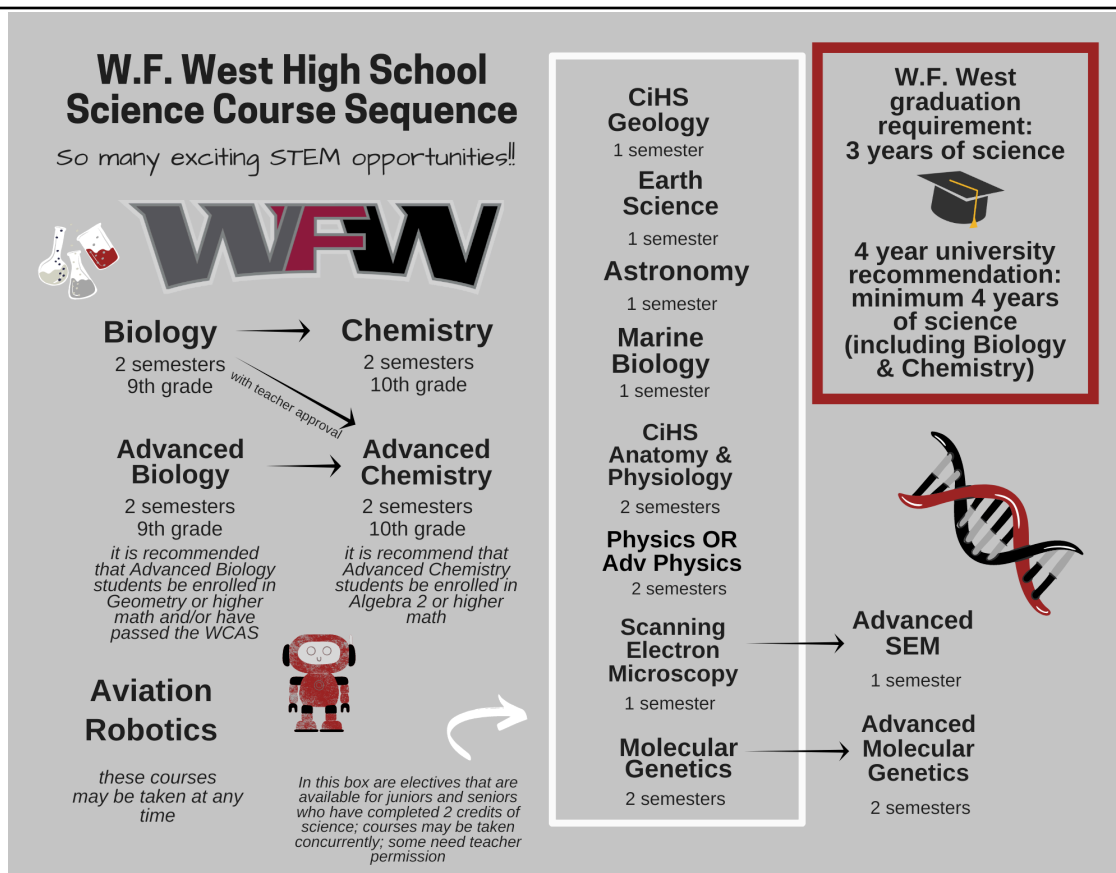 W.F. West High School
Science Course Sequence
So many exciting STEM opportunities!!
WFW
Biology
2 semesters
9th grade
Chemistry
2 semesters
10th grade
with teacher approval
Advanced
Biology
2 semesters
9th grade
it is recommended
that Advanced Biology
students be enrolled in
Geometry or higher
math and/or have
passed the WCAS
Advanced
Chemistry
2 semesters
10th grade
it is recommend that
Advanced Chemistry
students be enrolled in
Algebra 2 or higher
math
Aviation
Robotics
these courses
may be taken at any
time
In this box are electives that are
available for juniors and seniors
who have completed 2 credits of
science; courses may be taken
concurrently; some need teacher
permission
CiHS
Geology
1 semester
Earth
Science
1 semester
Astronomy
1 semester
Marine
Biology
1 semester
CiHS
Anatomy &
Physiology
2 semesters
Physics OR
Adv Physics
2 semesters
Scanning
Electron
Microscopy
1 semester
Molecular
Genetics
2 semesters
W.F. West
graduation
requirement:
3 years of science
4 year university
recommendation:
minimum 4 years
of science
(including Biology
& Chemistry)
Advanced
SEM
1 semester
Advanced
Molecular
Genetics
2 semesters